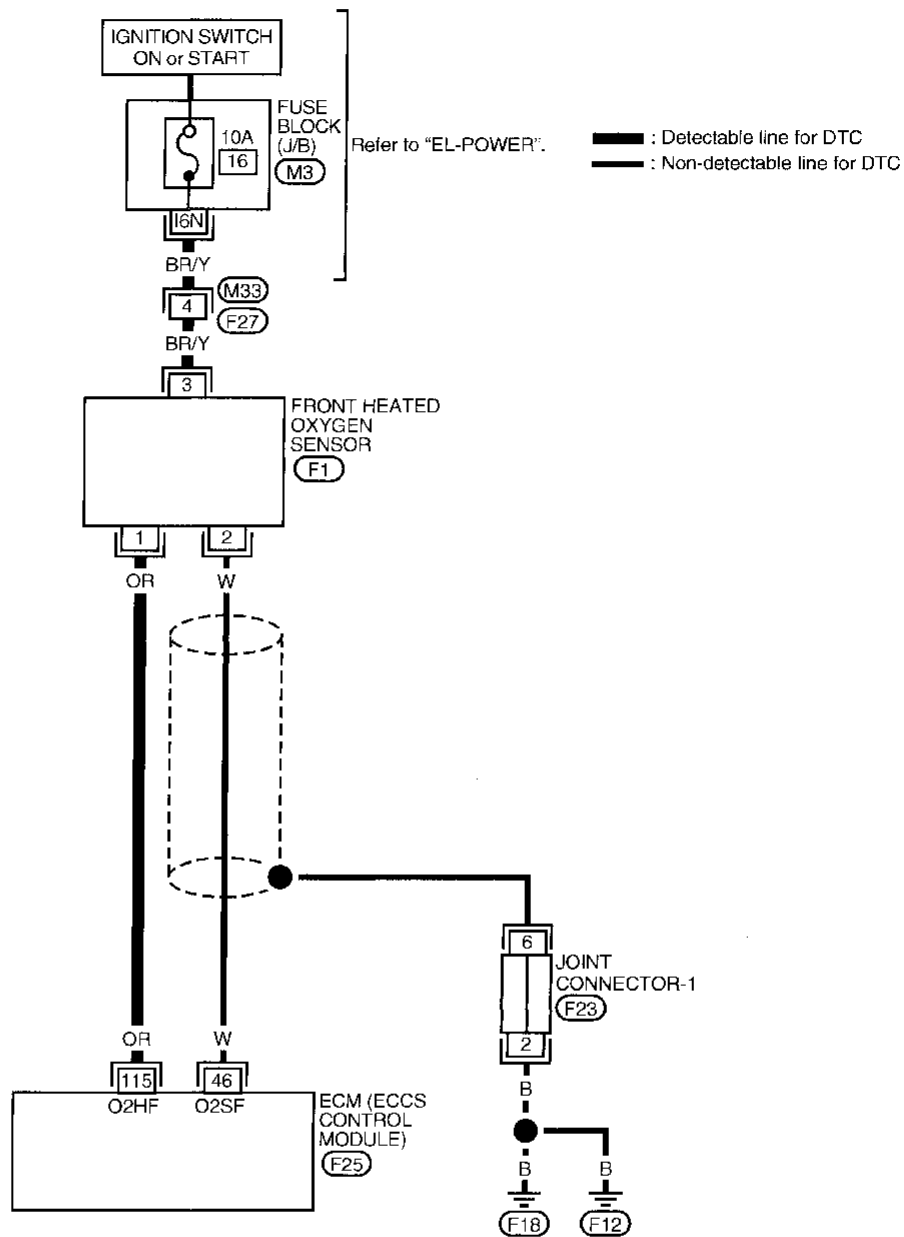 IGNITION SWITCH
ON or START
FUSE
BLOCK
(J/B)
M3
10A
16
Refer to “EL-POWER”.
: Detectable line for DTC
: Non-detectable line for DTC
I6N
BR/Y
4
M33
F27
BR/Y
3
FRONT HEATED
OXYGEN
SENSOR
F1
1
2
OR
W
6
JOINT
CONNECTOR-1
F23
2
OR
W
115
46
O2HF
O2SF
ECM (ECCS
CONTROL
MODULE)
F25
B
B
B
F18
F12